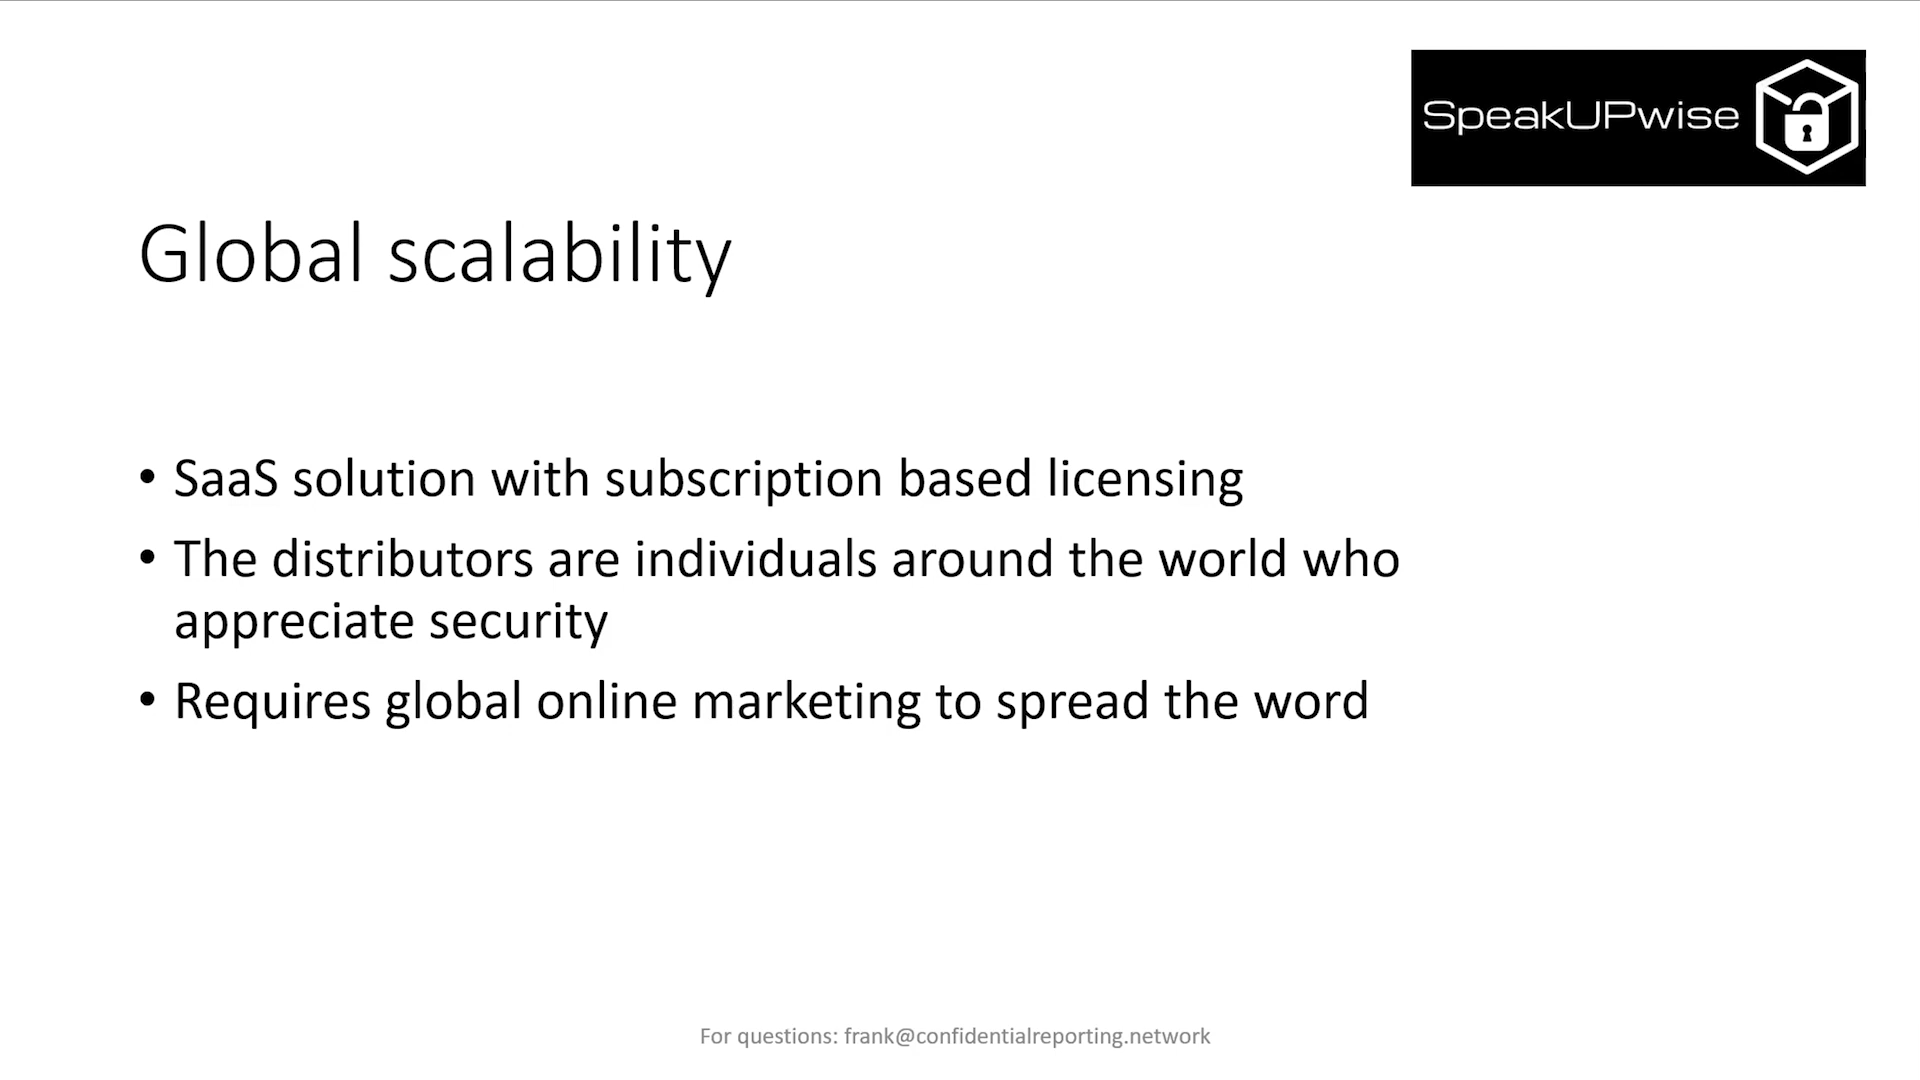 SpeakUPwise
Global scalability
• SaaS solution with subscription based licensing
• The distributors are individuals around the world who
appreciate security
• Requires global online marketing to spread the word
For questions: frank@confidentialreporting.network